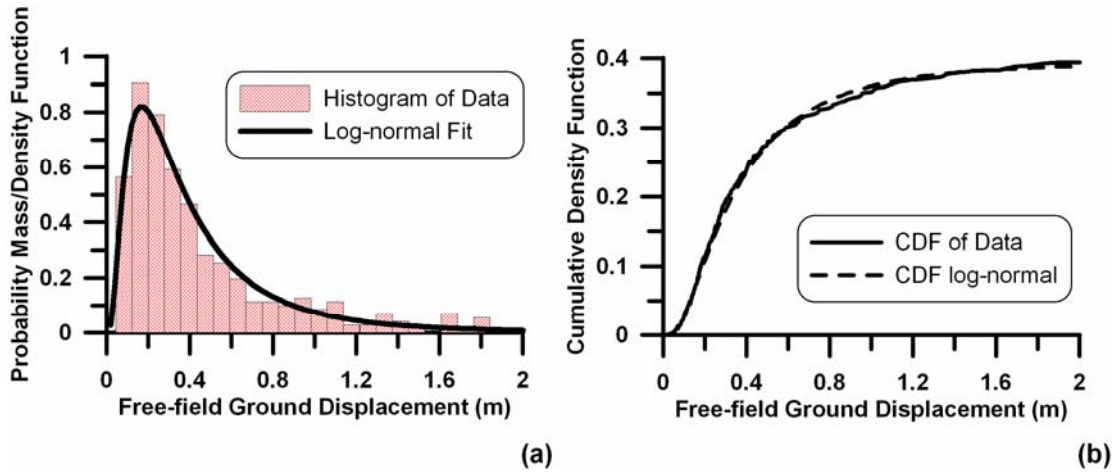 Probability Mass/Density Function
1
0.8
0.6
0.4
0.2
0
Histogram of Data
Log-normal Fit
0 0.4 0.8 1.2 1.6 2
Free-field Ground Displacement (m)
(a)
Cumulative Density Function
0.4
0.3
0.2
0.1
0
CDF of Data
CDF log-normal
0 0.4 0.8 1.2 1.6 2
Free-field Ground Displacement (m)
(b)